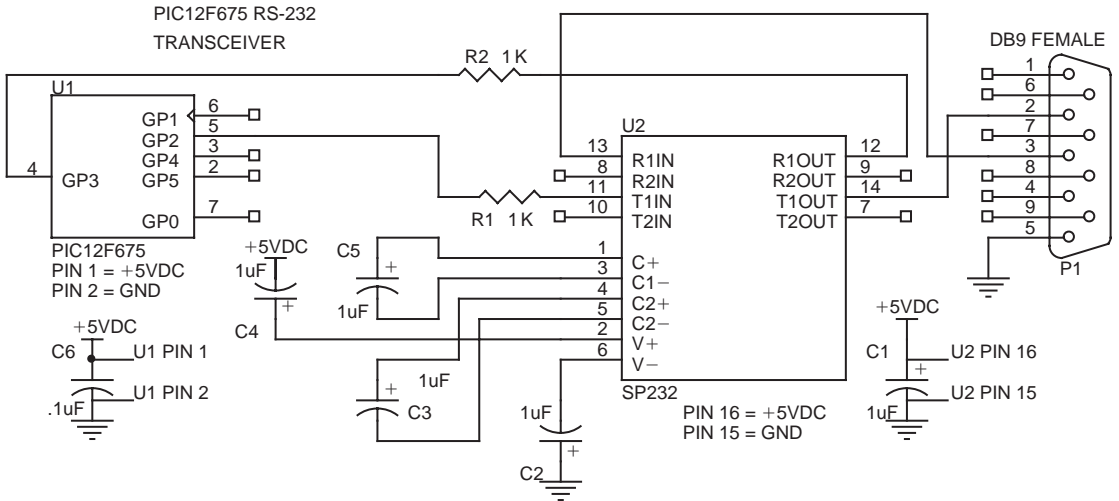 PIC12F675 RS-232
TRANSCEIVER
R2 1K
DB9 FEMALE
U1
GP1
GP2
GP4
GP5
GP3
GP0
6
5
3
2
4
7
PIC12F675
PIN 1 = +5VDC
PIN 2 = GND
R1 1K
U2
13
8
11
10
1
3
4
5
2
6
R1IN
R2IN
T1IN
T2IN
C+
C1−
C2+
C2−
V+
V−
R1OUT
R2OUT
T1OUT
T2OUT
12
9
14
7
SP232
PIN 16 = +5VDC
PIN 15 = GND
1
6
2
7
3
8
4
9
5
P1
+5VDC
1uF
+
C4
C5
+
1uF
+5VDC
C6
U1 PIN 1
U1 PIN 2
.1uF
+
1uF
C3
1uF
+
C2
+5VDC
C1
+
U2 PIN 16
U2 PIN 15
1uF